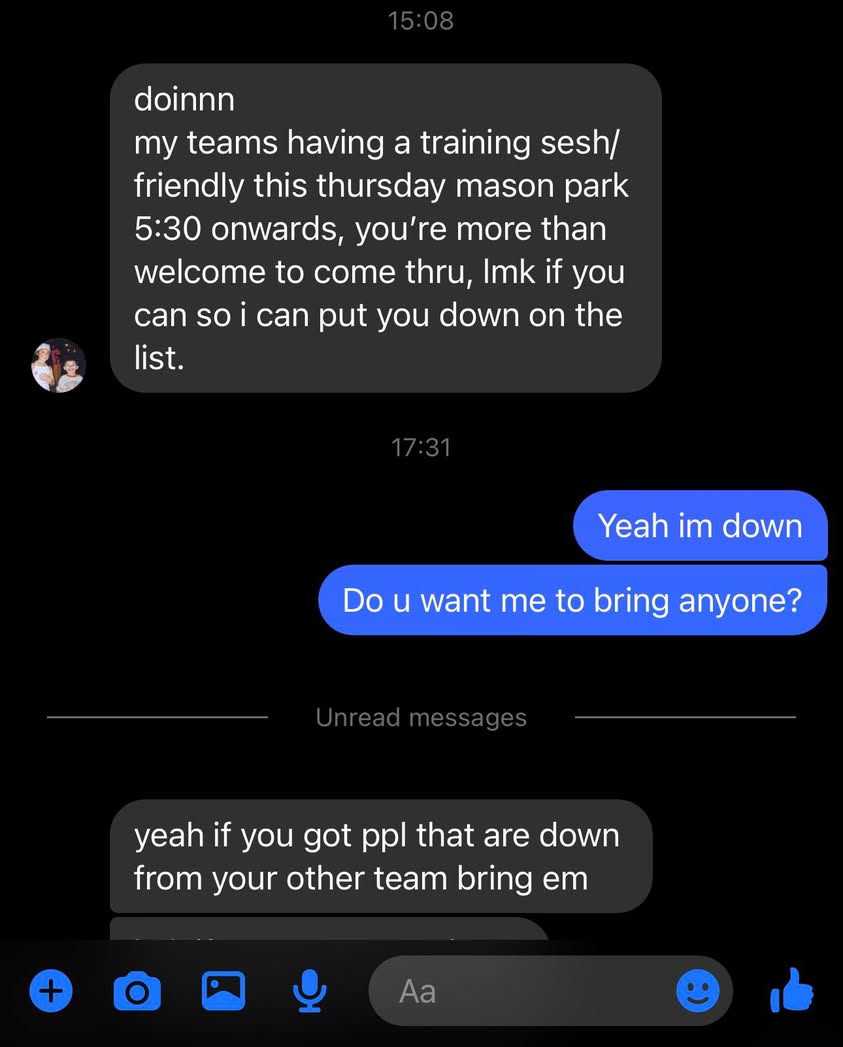 15:08
doinnn
my teams having a training sesh/
friendly this thursday mason park
5:30 onwards, you’re more than
welcome to come thru, lmk if you
can so i can put you down on the
list.
17:31
Yeah im down
Do u want me to bring anyone?
Unread messages
yeah if you got ppl that are down
from your other team bring em
Aa